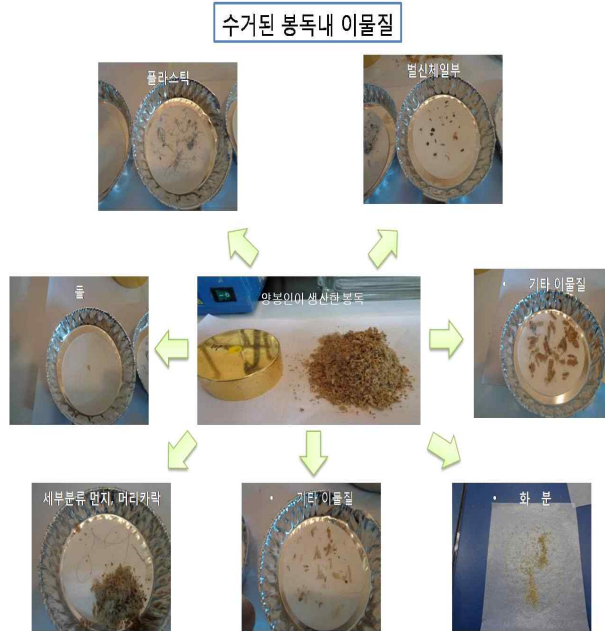 수거된 봉독내 이물질
플라스틱
벌신체일부
돌
양봉인이 생산한 봉독
• 기타 이물질
세부분류 먼지, 머리카락
• 기타 이물질
• 화 분